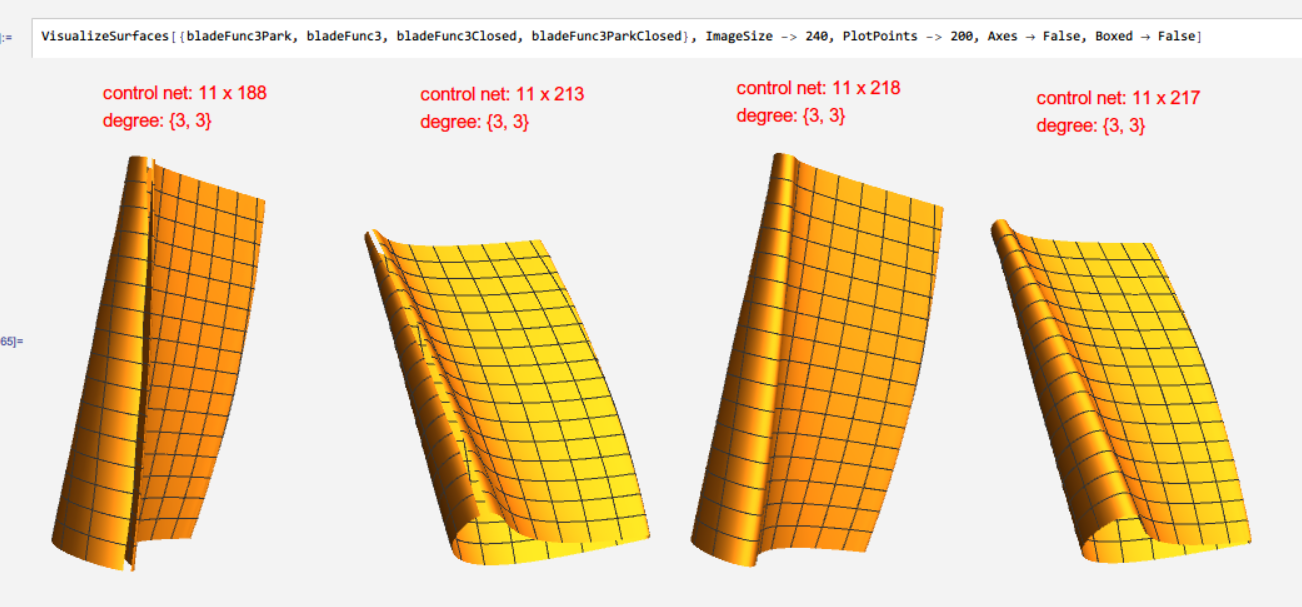 ]:=
VisualizeSurfaces[{bladeFunc3Park, bladeFunc3, bladeFunc3Closed, bladeFunc3ParkClosed}, ImageSize -> 240, PlotPoints -> 200, Axes → False, Boxed → False]
control net: 11 x 188
degree: {3, 3}
control net: 11 x 213
degree: {3, 3}
control net: 11 x 218
degree: {3, 3}
control net: 11 x 217
degree: {3, 3}
65]=